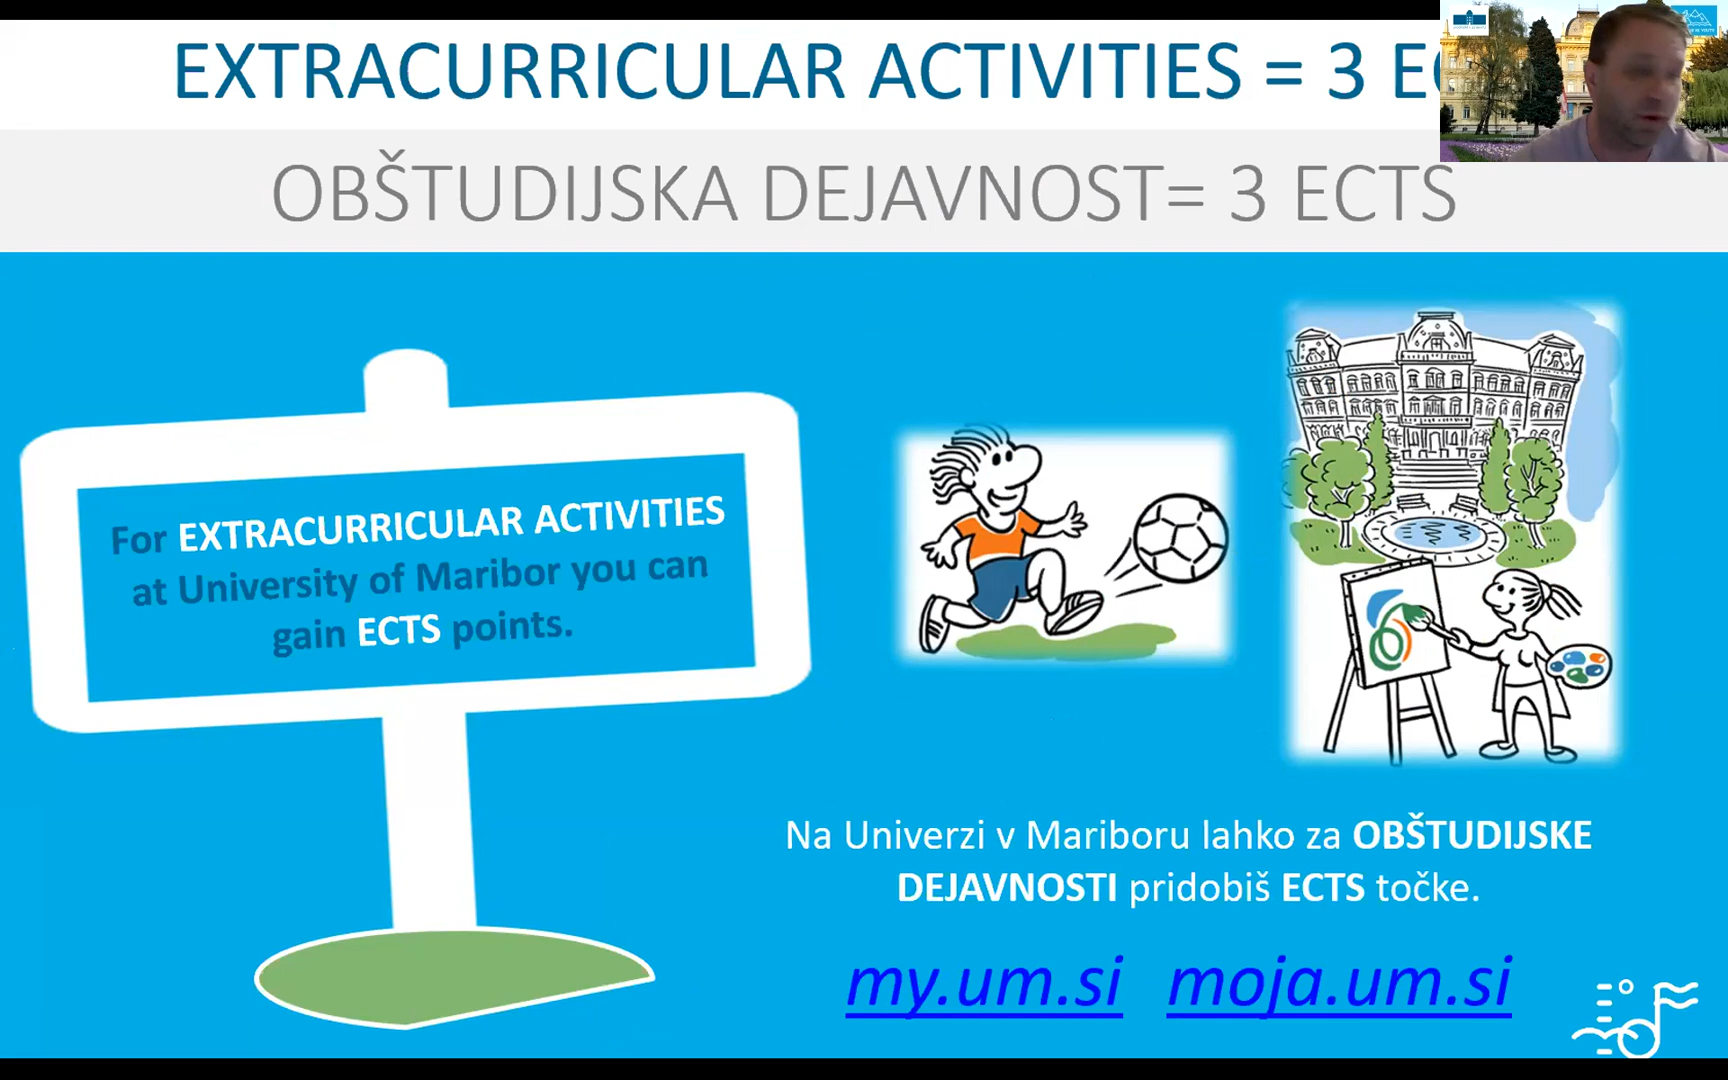 EXTRACURRICULAR ACTIVITIES = 3 EC
OBŠTUDIJSKA DEJAVNOST= 3 ECTS
For EXTRACURRICULAR ACTIVITIES
at University of Maribor you can
gain ECTS points.
Na Univerzi v Mariboru lahko za OBŠTUDIJSKE
DEJAVNOSTI pridobiš ECTS točke.
my.um.si moja.um.si